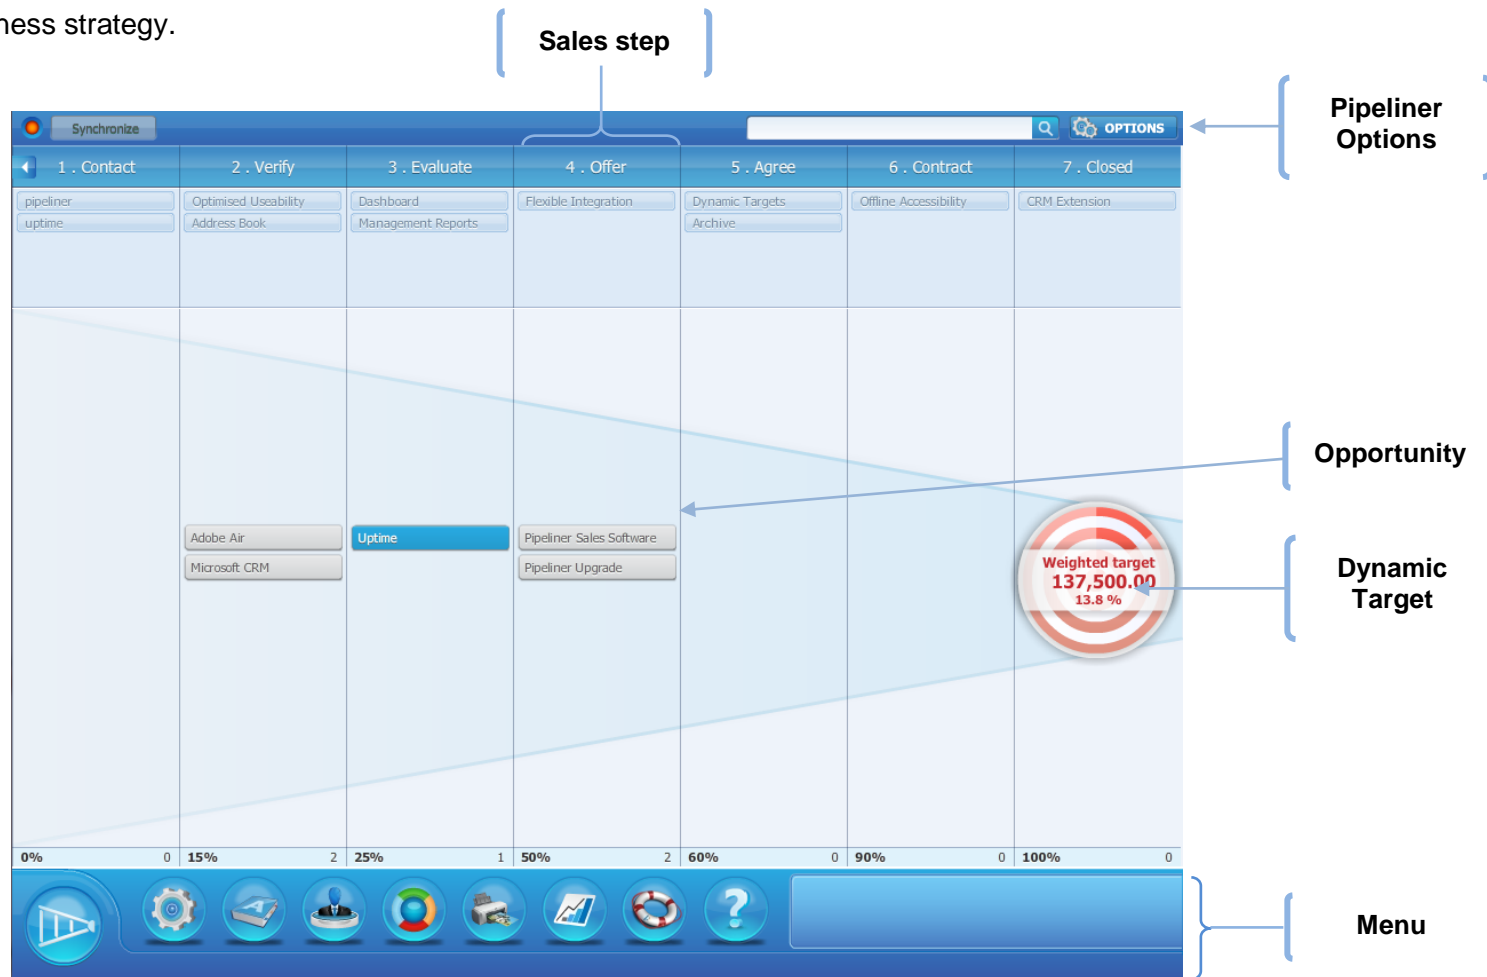 ness strategy.
Sales step
Pipeliner
Options
Synchronize
OPTIONS
1 . Contact
2 . Verify
3 . Evaluate
4 . Offer
5 . Agree
6 . Contract
7 . Closed
pipeliner
Optimised Useability
Dashboard
Flexible Integration
Dynamic Targets
Offline Accessibility
CRM Extension
uptime
Address Book
Management Reports
Archive
Opportunity
Adobe Air
Uptime
Pipeliner Sales Software
Microsoft CRM
Pipeliner Upgrade
Weighted target
137,500.00
13.8 %
Dynamic
Target
0% 0
15% 2
25% 1
50% 2
60% 0
90% 0
100% 0
A
?
Menu